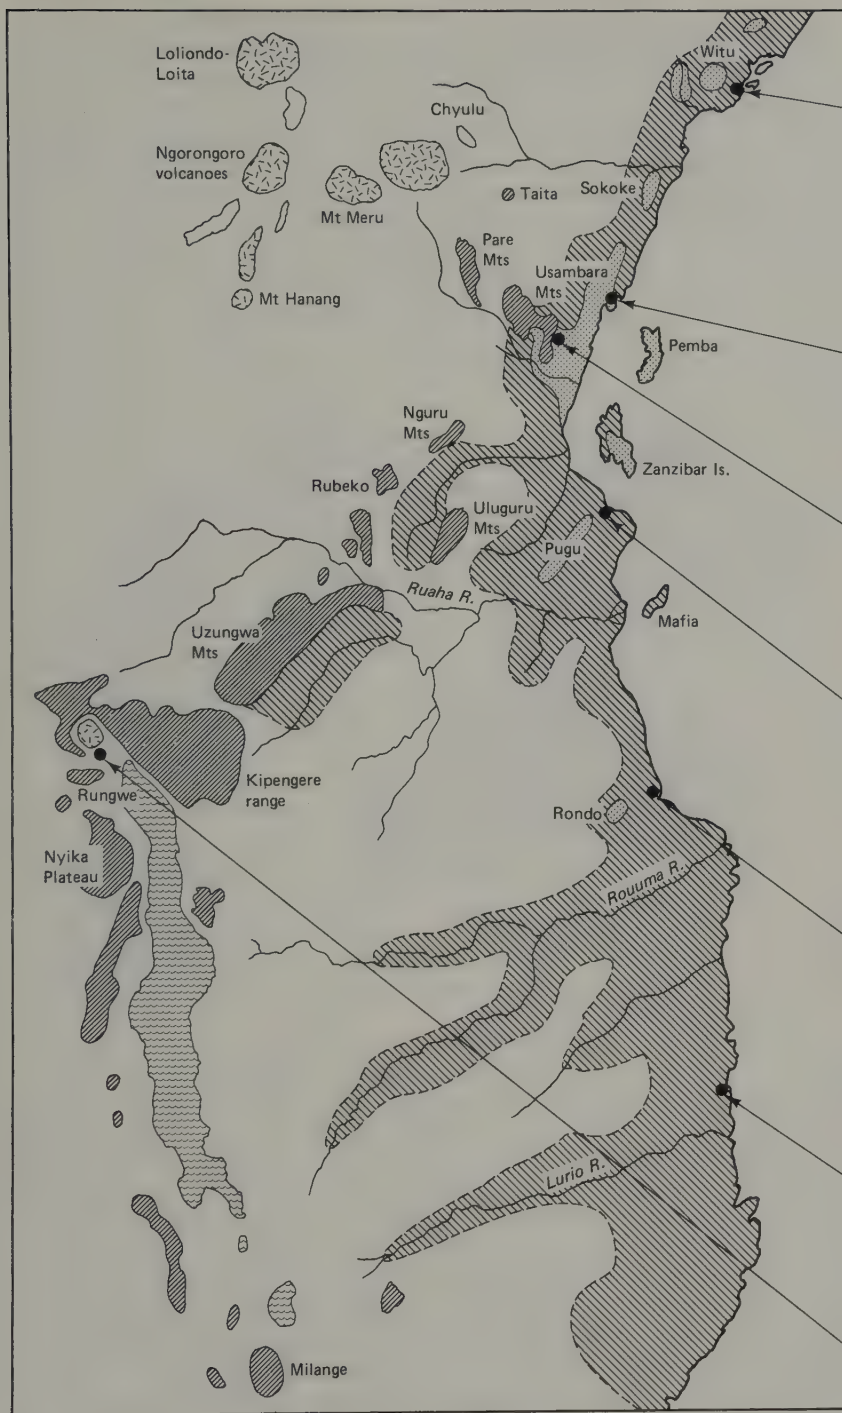 Witu
Loliondo-
Loita
Chyulu
Ngorongoro
volcanoes
Taita
Sokoke
Mt Meru
Pare
Mts
Usambara
Mts
Mt Hanang
Pemba
Nguru
Mts
Rubeko
Zanzibar Is.
Uluguru
Mts
Pugu
Ruaha R.
Mafia
Uzungwa
Mts
Kipengere
range
Rungwe
Rondo
Nyika
Plateau
Rouuma R.
Lurio R.
Milange